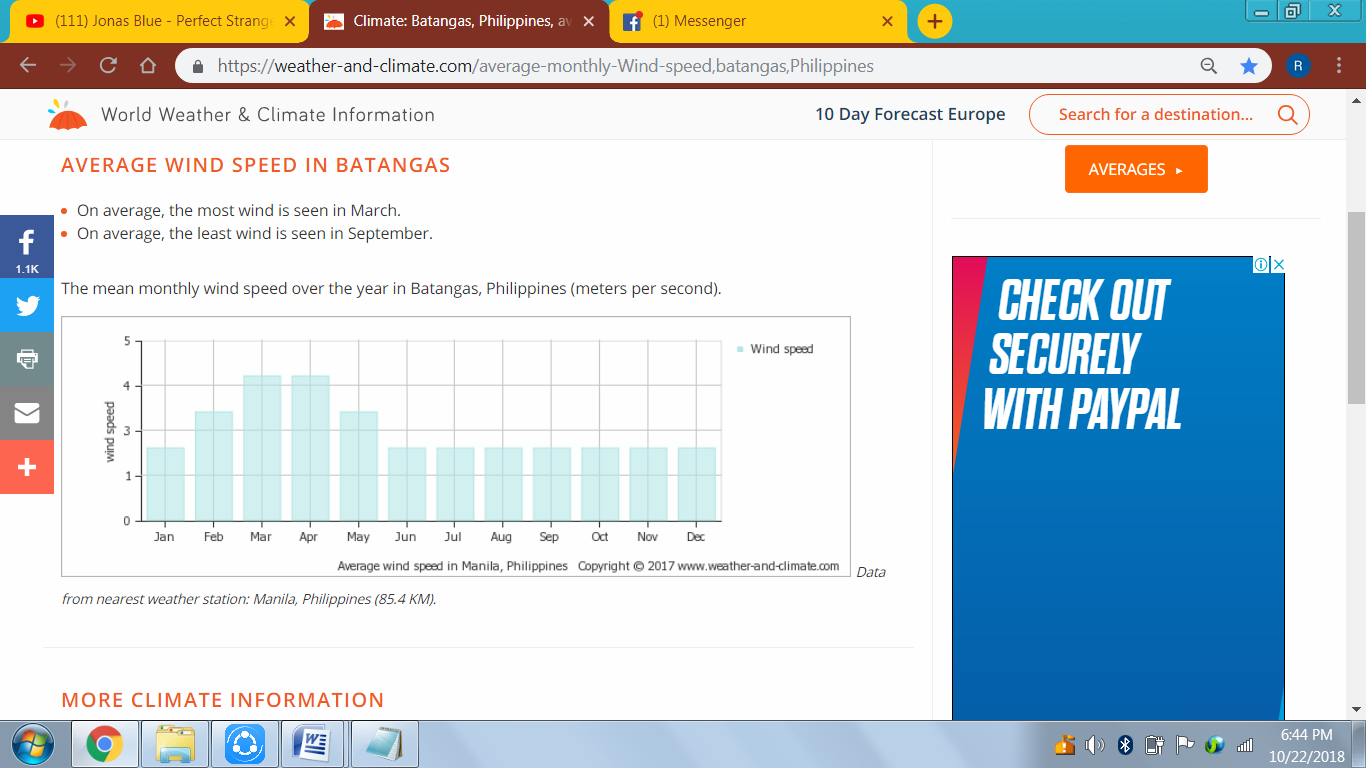 (111) Jonas Blue - Perfect Strange
Climate: Batangas, Philippines, av
(1) Messenger
https://weather-and-climate.com/average-monthly-Wind-speed,batangas,Philippines
R
World Weather & Climate Information
10 Day Forecast Europe
Search for a destination...
AVERAGE WIND SPEED IN BATANGAS
AVERAGES ►
On average, the most wind is seen in March.
On average, the least wind is seen in September.
1.1K
The mean monthly wind speed over the year in Batangas, Philippines (meters per second).
5
4
3
1
0
wind speed
Wind speed
Jan Feb Mar Apr May Jun Jul Aug Sep Oct Nov Dec
Average wind speed in Manila, Philippines Copyright © 2017 www.weather-and-climate.com
Data
from nearest weather station: Manila, Philippines (85.4 KM).
CHECK OUT
SECURELY
WITH PAYPAL
MORE CLIMATE INFORMATION
6:44 PM
10/22/2018